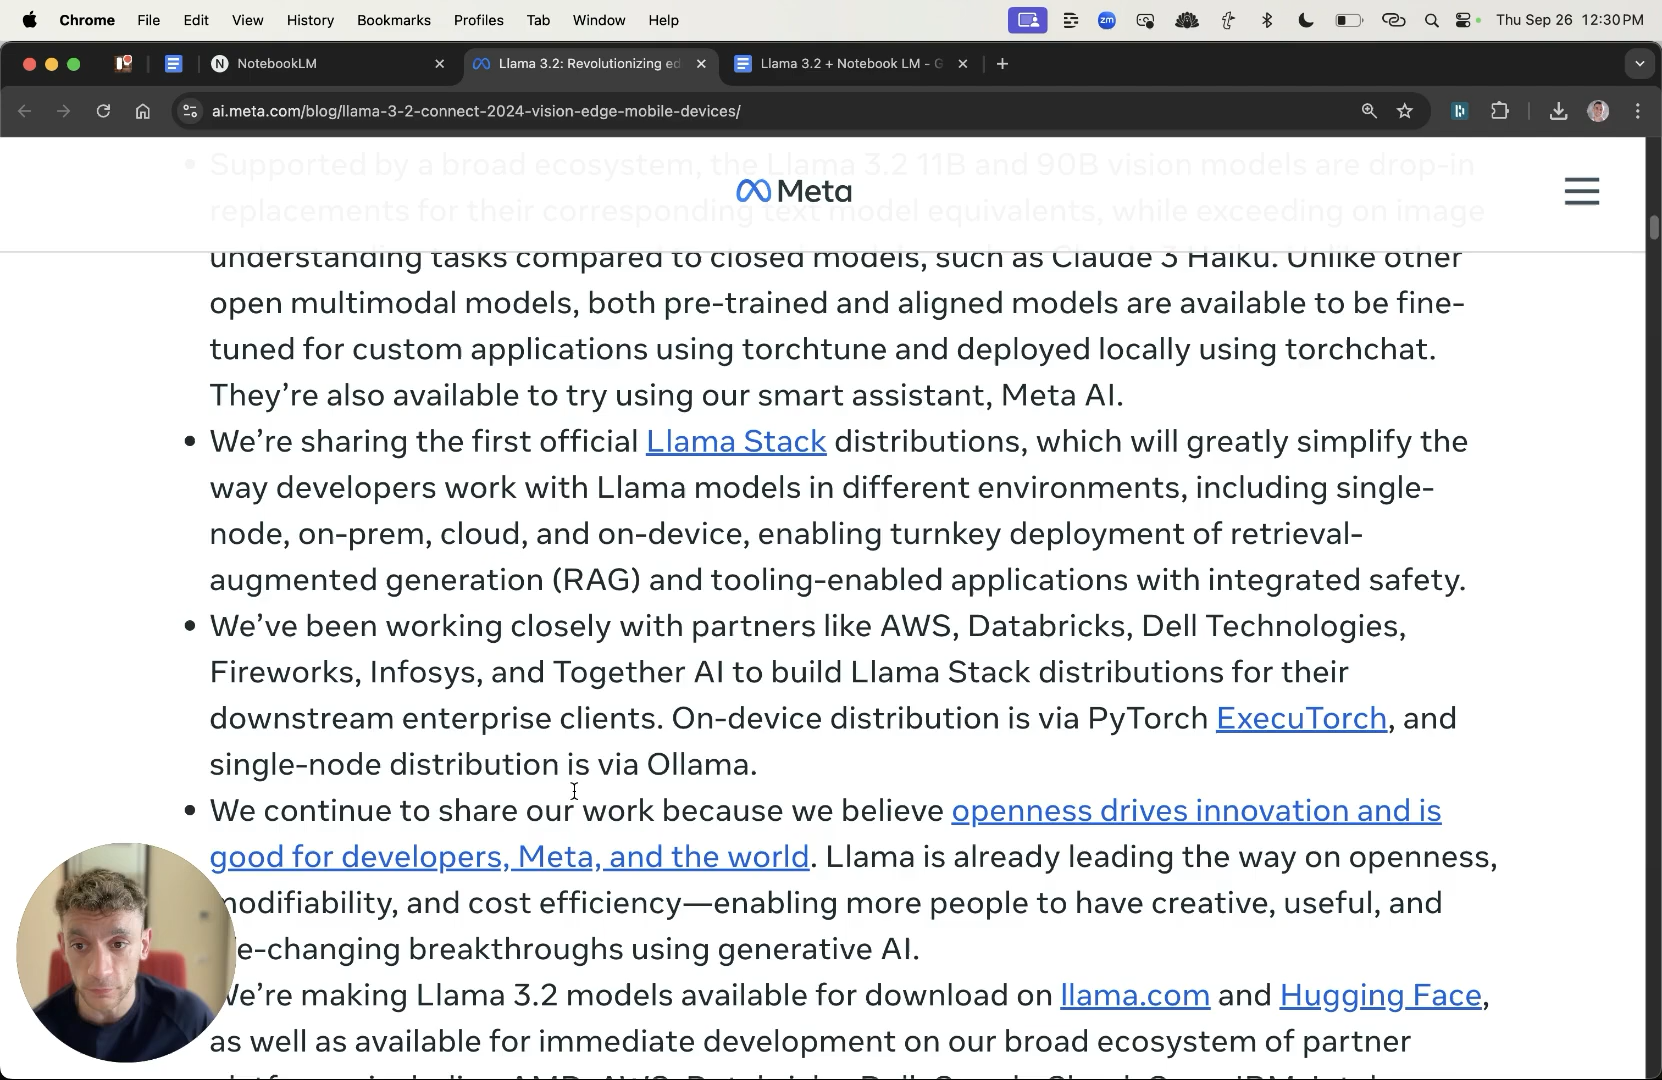 Chrome File Edit View History Bookmarks Profiles Tab Window Help zm Thu Sep 26 12:30 PM
NotebookLM Llama 3.2: Revolutionizing ed Llama 3.2 + Notebook LM - G
ai.meta.com/blog/llama-3-2-connect-2024-vision-edge-mobile-devices/
Supported by a broad ecosystem, the Llama 3.2 11B and 90B vision models are drop-in
Meta
replacements for their corresponding text model equivalents, while exceeding on image
understanding tasks compared to closed models, such as Claude 3 Haiku. Unlike other
open multimodal models, both pre-trained and aligned models are available to be fine-
tuned for custom applications using torchtune and deployed locally using torchchat.
They’re also available to try using our smart assistant, Meta AI.
• We’re sharing the first official Llama Stack distributions, which will greatly simplify the
way developers work with Llama models in different environments, including single-
node, on-prem, cloud, and on-device, enabling turnkey deployment of retrieval-
augmented generation (RAG) and tooling-enabled applications with integrated safety.
• We’ve been working closely with partners like AWS, Databricks, Dell Technologies,
Fireworks, Infosys, and Together AI to build Llama Stack distributions for their
downstream enterprise clients. On-device distribution is via PyTorch ExecuTorch, and
single-node distribution is via Ollama.
• We continue to share our work because we believe openness drives innovation and is
good for developers, Meta, and the world. Llama is already leading the way on openness,
modifiability, and cost efficiency—enabling more people to have creative, useful, and
fe-changing breakthroughs using generative AI.
We’re making Llama 3.2 models available for download on llama.com and Hugging Face,
as well as available for immediate development on our broad ecosystem of partner